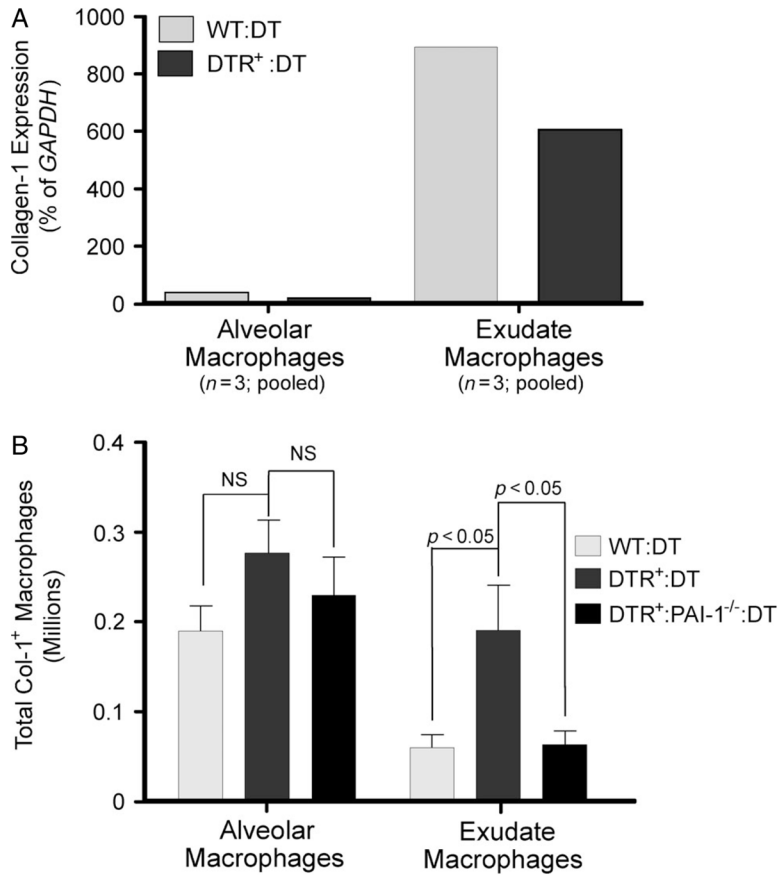 A
Collagen-1 Expression
(% of GAPDH)
1000
800
600
400
200
0
WT:DT
DTR⁺ :DT
Alveolar
Macrophages
(n = 3; pooled)
Exudate
Macrophages
(n = 3; pooled)
B
Total Col-1⁺ Macrophages
(Millions)
0.4
0.3
0.2
0.1
0
NS
NS
p < 0.05
p < 0.05
WT:DT
DTR⁺:DT
DTR⁺:PAI-1⁻/⁻:DT
Alveolar
Macrophages
Exudate
Macrophages